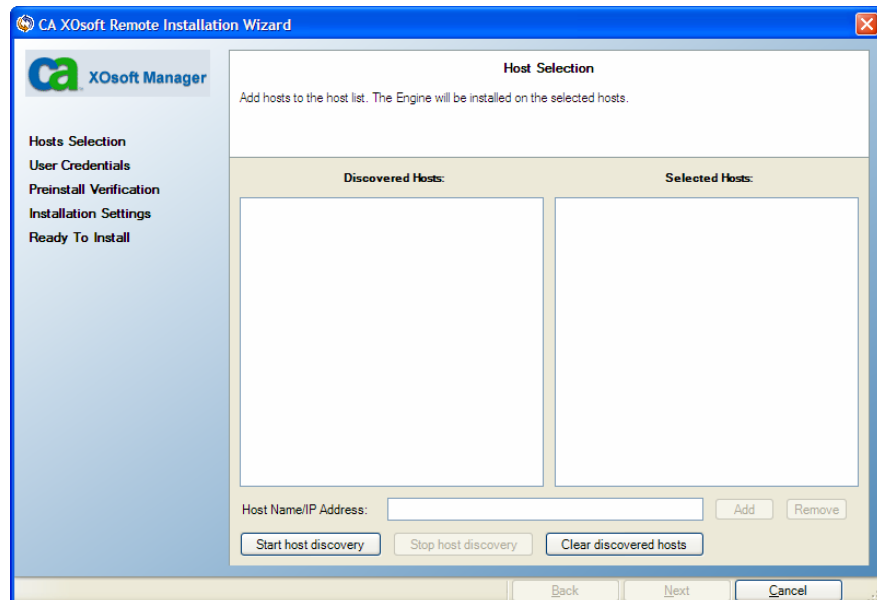 CA XOsoft Remote Installation Wizard
ca
XOsoft Manager
Hosts Selection
User Credentials
Preinstall Verification
Installation Settings
Ready To Install
Host Selection
Add hosts to the host list. The Engine will be installed on the selected hosts.
Discovered Hosts:
Selected Hosts:
Host Name/IP Address:
Add
Remove
Start host discovery
Stop host discovery
Clear discovered hosts
Back
Next
Cancel